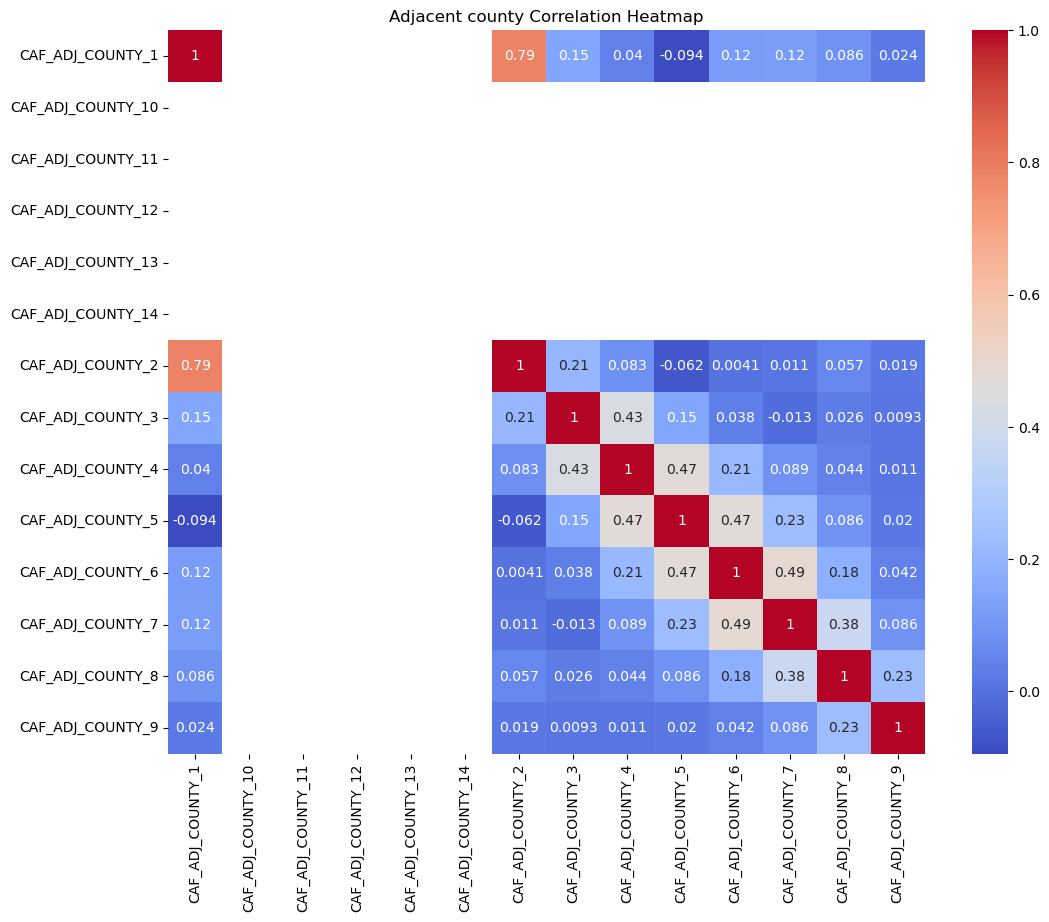 Adjacent county Correlation Heatmap
CAF_ADJ_COUNTY_1 1 0.79 0.15 0.04 -0.094 0.12 0.12 0.086 0.024
CAF_ADJ_COUNTY_10
CAF_ADJ_COUNTY_11
CAF_ADJ_COUNTY_12
CAF_ADJ_COUNTY_13
CAF_ADJ_COUNTY_14
CAF_ADJ_COUNTY_2 0.79 1 0.21 0.083 -0.062 0.0041 0.011 0.057 0.019
CAF_ADJ_COUNTY_3 0.15 0.21 1 0.43 0.15 0.038 -0.013 0.026 0.0093
CAF_ADJ_COUNTY_4 0.04 0.083 0.43 1 0.47 0.21 0.089 0.044 0.011
CAF_ADJ_COUNTY_5 -0.094 -0.062 0.15 0.47 1 0.47 0.23 0.086 0.02
CAF_ADJ_COUNTY_6 0.12 0.0041 0.038 0.21 0.47 1 0.49 0.18 0.042
CAF_ADJ_COUNTY_7 0.12 0.011 -0.013 0.089 0.23 0.49 1 0.38 0.086
CAF_ADJ_COUNTY_8 0.086 0.057 0.026 0.044 0.086 0.18 0.38 1 0.23
CAF_ADJ_COUNTY_9 0.024 0.019 0.0093 0.011 0.02 0.042 0.086 0.23 1
CAF_ADJ_COUNTY_1
CAF_ADJ_COUNTY_10
CAF_ADJ_COUNTY_11
CAF_ADJ_COUNTY_12
CAF_ADJ_COUNTY_13
CAF_ADJ_COUNTY_14
CAF_ADJ_COUNTY_2
CAF_ADJ_COUNTY_3
CAF_ADJ_COUNTY_4
CAF_ADJ_COUNTY_5
CAF_ADJ_COUNTY_6
CAF_ADJ_COUNTY_7
CAF_ADJ_COUNTY_8
CAF_ADJ_COUNTY_9
1.0
0.8
0.6
0.4
0.2
0.0